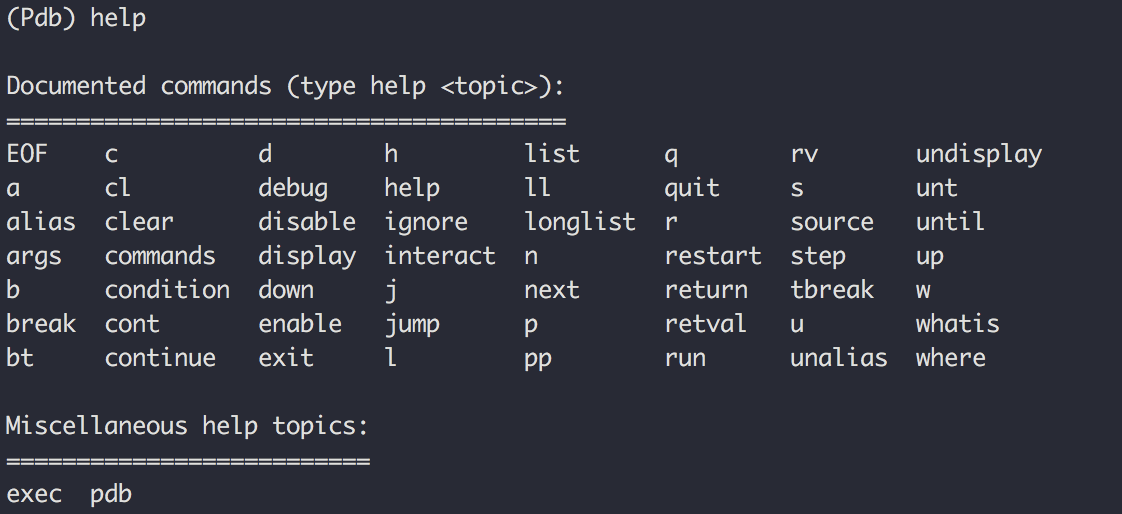 (Pdb) help
Documented commands (type help <topic>):
========================================
EOF    c          d        h         list      q        rv       undisplay
a      cl         debug    help      ll        quit     s        unt
alias  clear      disable  ignore    longlist  r        source   until
args   commands   display  interact  n         restart  step     up
b      condition  down     j         next      return   tbreak   w
break  cont       enable   jump      p         retval   u        whatis
bt     continue   exit     l         pp        run      unalias  where
Miscellaneous help topics:
==========================
exec  pdb